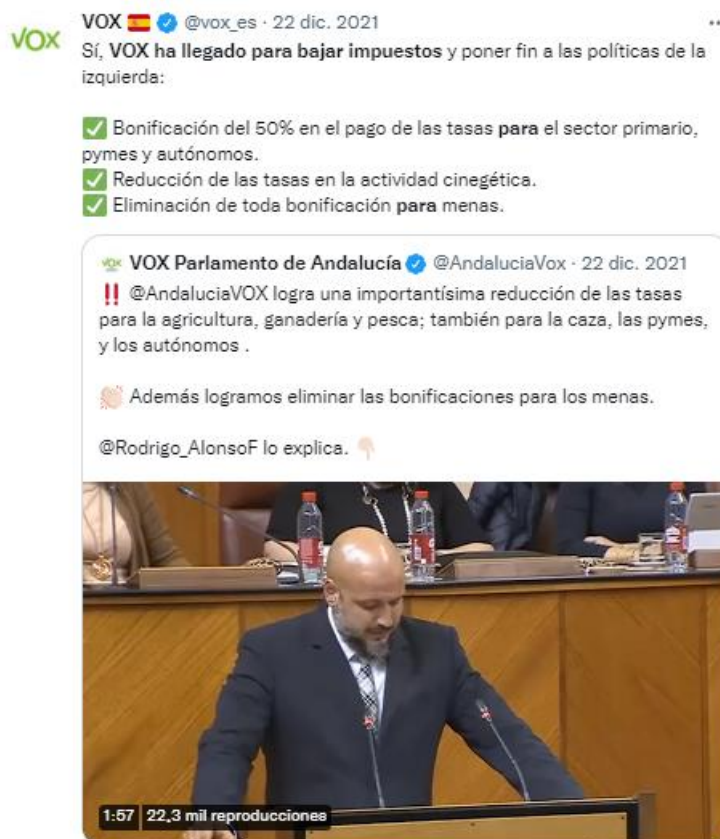 VOX
VOX 🇪🇸 @vox_es · 22 dic. 2021
Sí, VOX ha llegado para bajar impuestos y poner fin a las políticas de la
izquierda:
✅ Bonificación del 50% en el pago de las tasas para el sector primario,
pymes y autónomos.
✅ Reducción de las tasas en la actividad cinegética.
✅ Eliminación de toda bonificación para menas.
VOX VOX Parlamento de Andalucía @AndaluciaVox · 22 dic. 2021
‼️ @AndaluciaVOX logra una importantísima reducción de las tasas
para la agricultura, ganadería y pesca; también para la caza, las pymes,
y los autónomos .
👏🏻 Además logramos eliminar las bonificaciones para los menas.
@Rodrigo_AlonsoF lo explica. 👇🏻
1:57 22,3 mil reproducciones